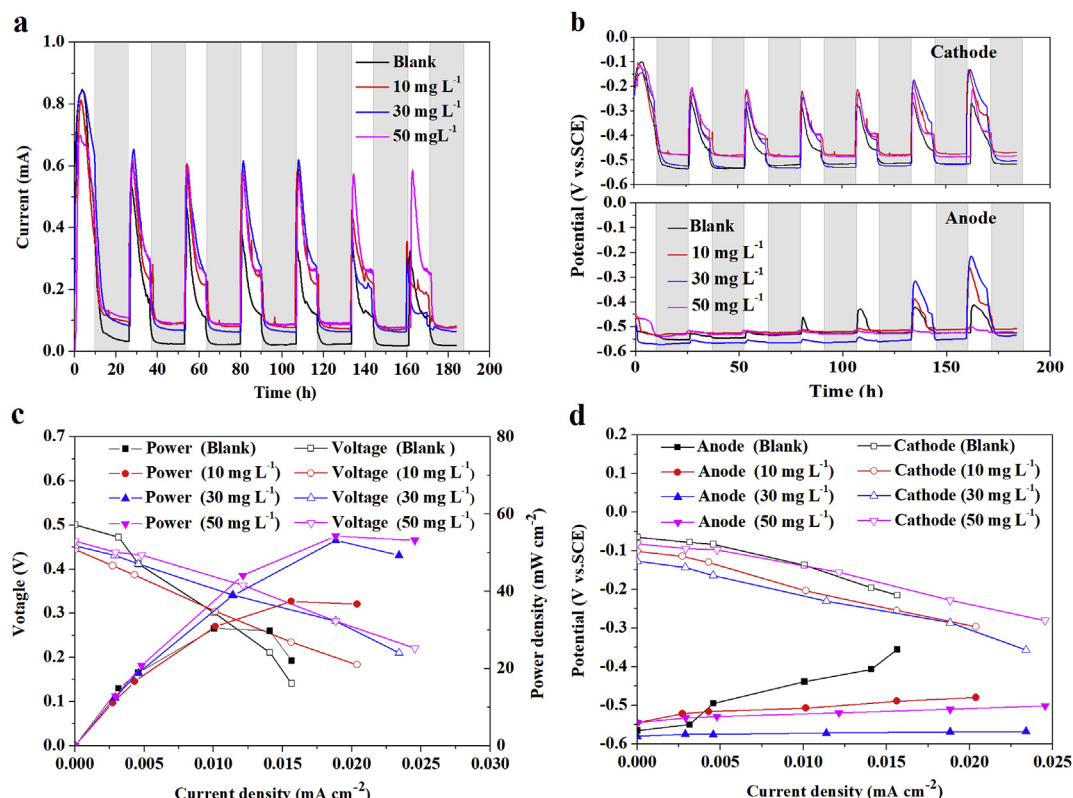 a
1.0
0.8
0.6
0.4
0.2
0.0
Current (mA)
Blank
10 mg L-1
30 mg L-1
50 mgL-1
0 20 40 60 80 100 120 140 160 180 200
Time (h)
b
0.0
-0.1
-0.2
-0.3
-0.4
-0.5
-0.6
Cathode
0.0
-0.1
-0.2
-0.3
-0.4
-0.5
-0.6
Potential (V vs.SCE)
Anode
Blank
10 mg L-1
30 mg L-1
50 mg L-1
0 50 100 150 200
Time (h)
c
0.7
0.6
0.5
0.4
0.3
0.2
0.1
0.0
Votagle (V)
Power (Blank) Voltage (Blank )
Power (10 mg L-1) Voltage (10 mg L-1)
Power (30 mg L-1) Voltage (30 mg L-1)
Power (50 mg L-1) Voltage (50 mg L-1)
80
60
40
20
0
Power density (mW cm-2)
0.000 0.005 0.010 0.015 0.020 0.025 0.030
Current density (mA cm-2)
d
0.2
0.1
0.0
-0.1
-0.2
-0.3
-0.4
-0.5
-0.6
Potential (V vs.SCE)
Anode (Blank) Cathode (Blank)
Anode (10 mg L-1) Cathode (10 mg L-1)
Anode (30 mg L-1) Cathode (30 mg L-1)
Anode (50 mg L-1) Cathode (50 mg L-1)
0.000 0.005 0.010 0.015 0.020 0.025
Current density (mA cm-2)